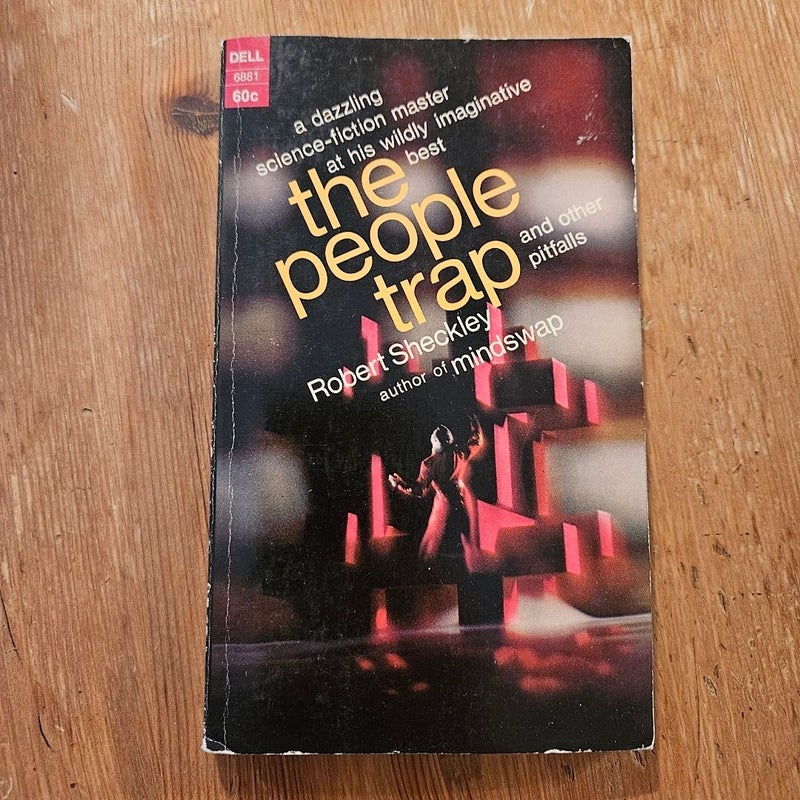 DELL
6881
60c
a dazzling
science-fiction master
at his wildly imaginative
best
the
people
trap
and other
pitfalls
Robert Sheckley
author of mindswap